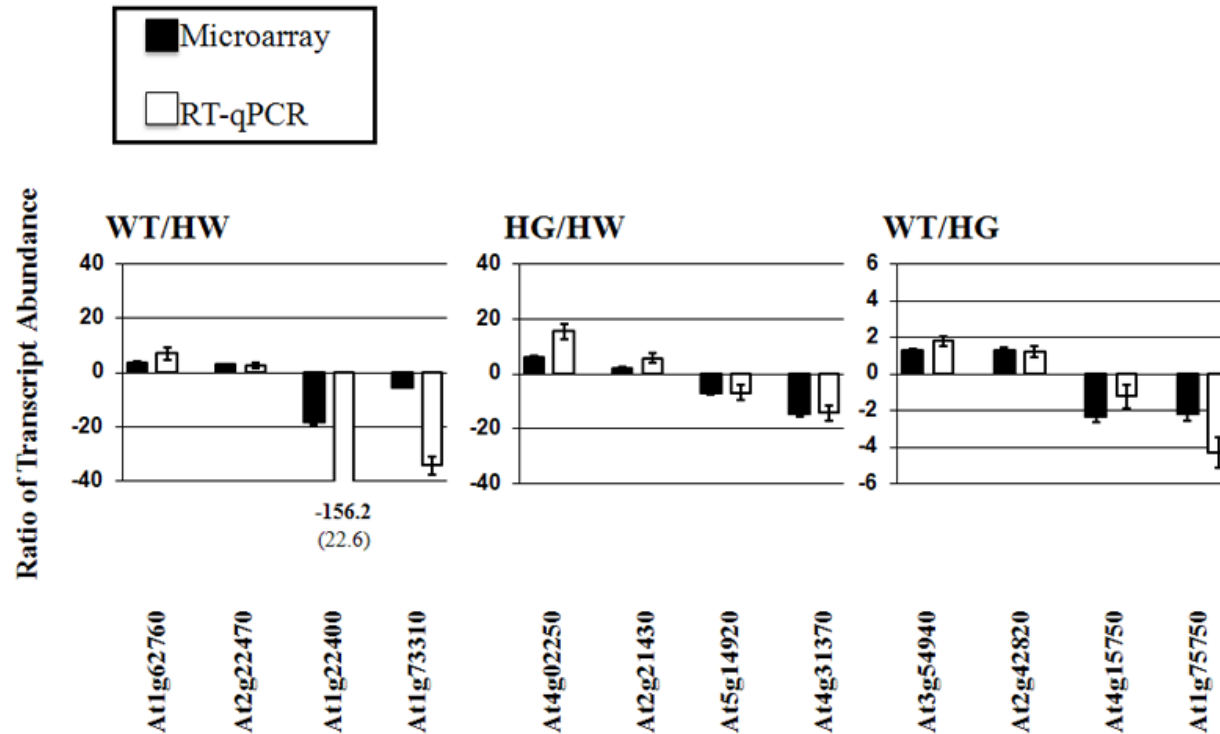 Microarray
RT-qPCR
Ratio of Transcript Abundance
WT/HW
40
20
0
-20
-40
-156.2
(22.6)
At1g62760
At2g22470
At1g22400
At1g73310
HG/HW
40
20
0
-20
-40
At4g02250
At2g21430
At5g14920
At4g31370
WT/HG
6
4
2
0
-2
-4
-6
At3g54940
At2g42820
At4g15750
At1g75750